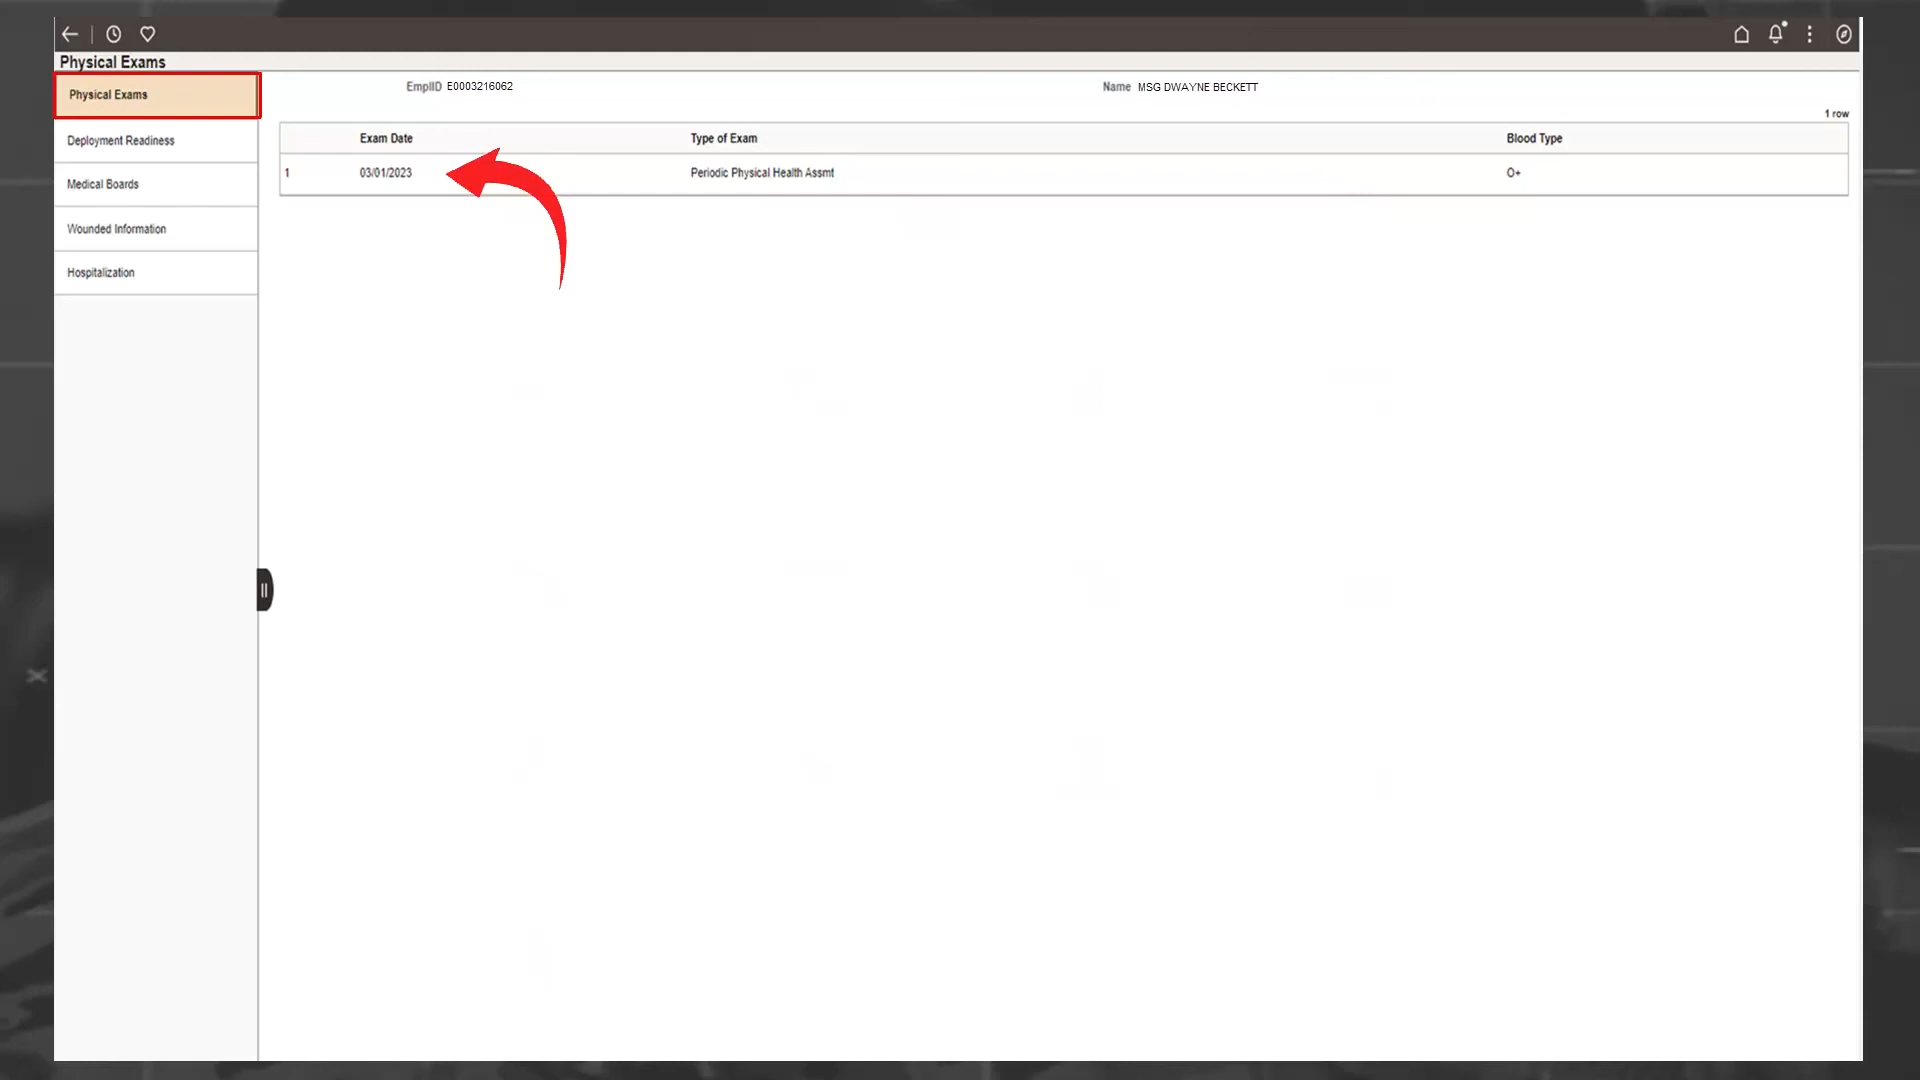 Physical Exams
Physical Exams
Deployment Readiness
Medical Boards
Wounded Information
Hospitalization
EmplID E0003216062
Name MSG DWAYNE BECKETT
1 row
Exam Date Type of Exam Blood Type
1 03/01/2023 Periodic Physical Health Assmt O+